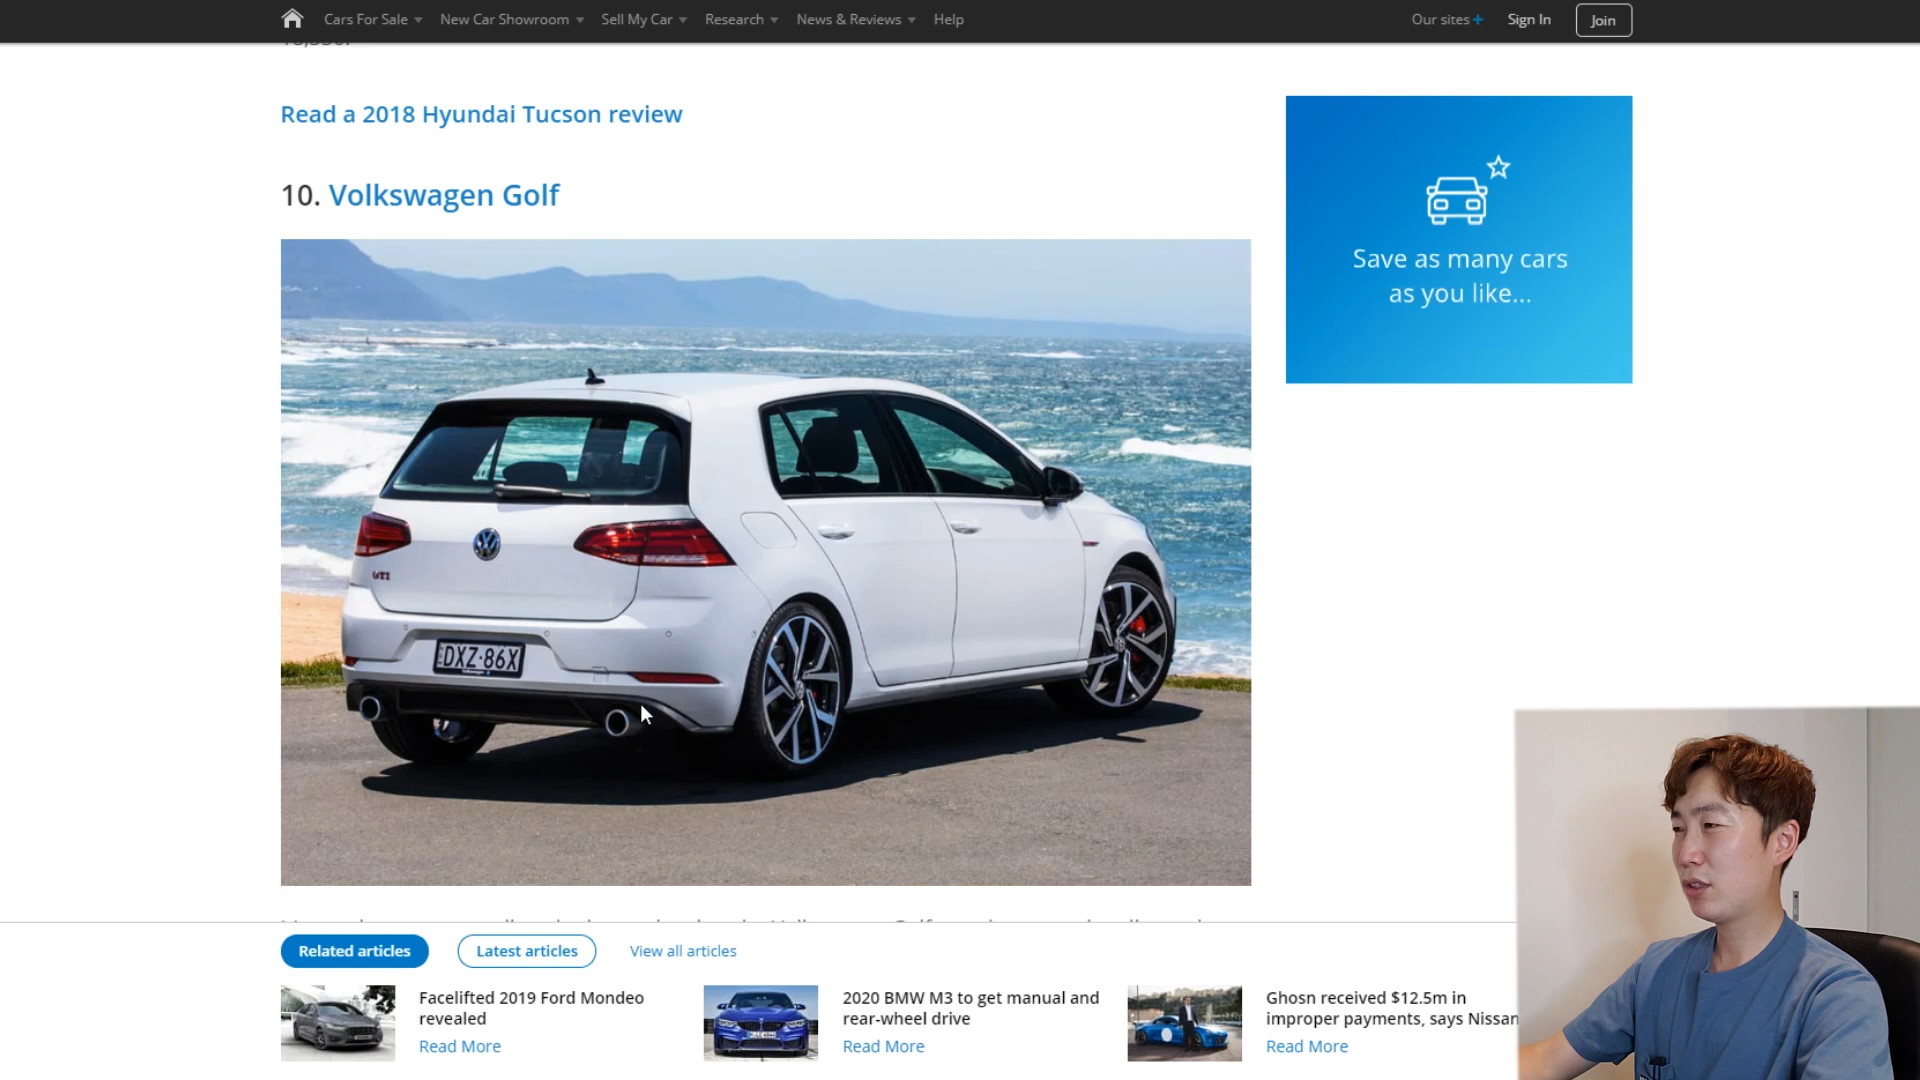 Cars For Sale New Car Showroom Sell My Car Research News & Reviews Help Our sites+ Sign In Join
Read a 2018 Hyundai Tucson review
10. Volkswagen Golf
Save as many cars
as you like...
GTI
DXZ·86X
Related articles Latest articles View all articles
Facelifted 2019 Ford Mondeo
revealed
Read More
2020 BMW M3 to get manual and
rear-wheel drive
Read More
Ghosn received $12.5m in
improper payments, says Nissan
Read More